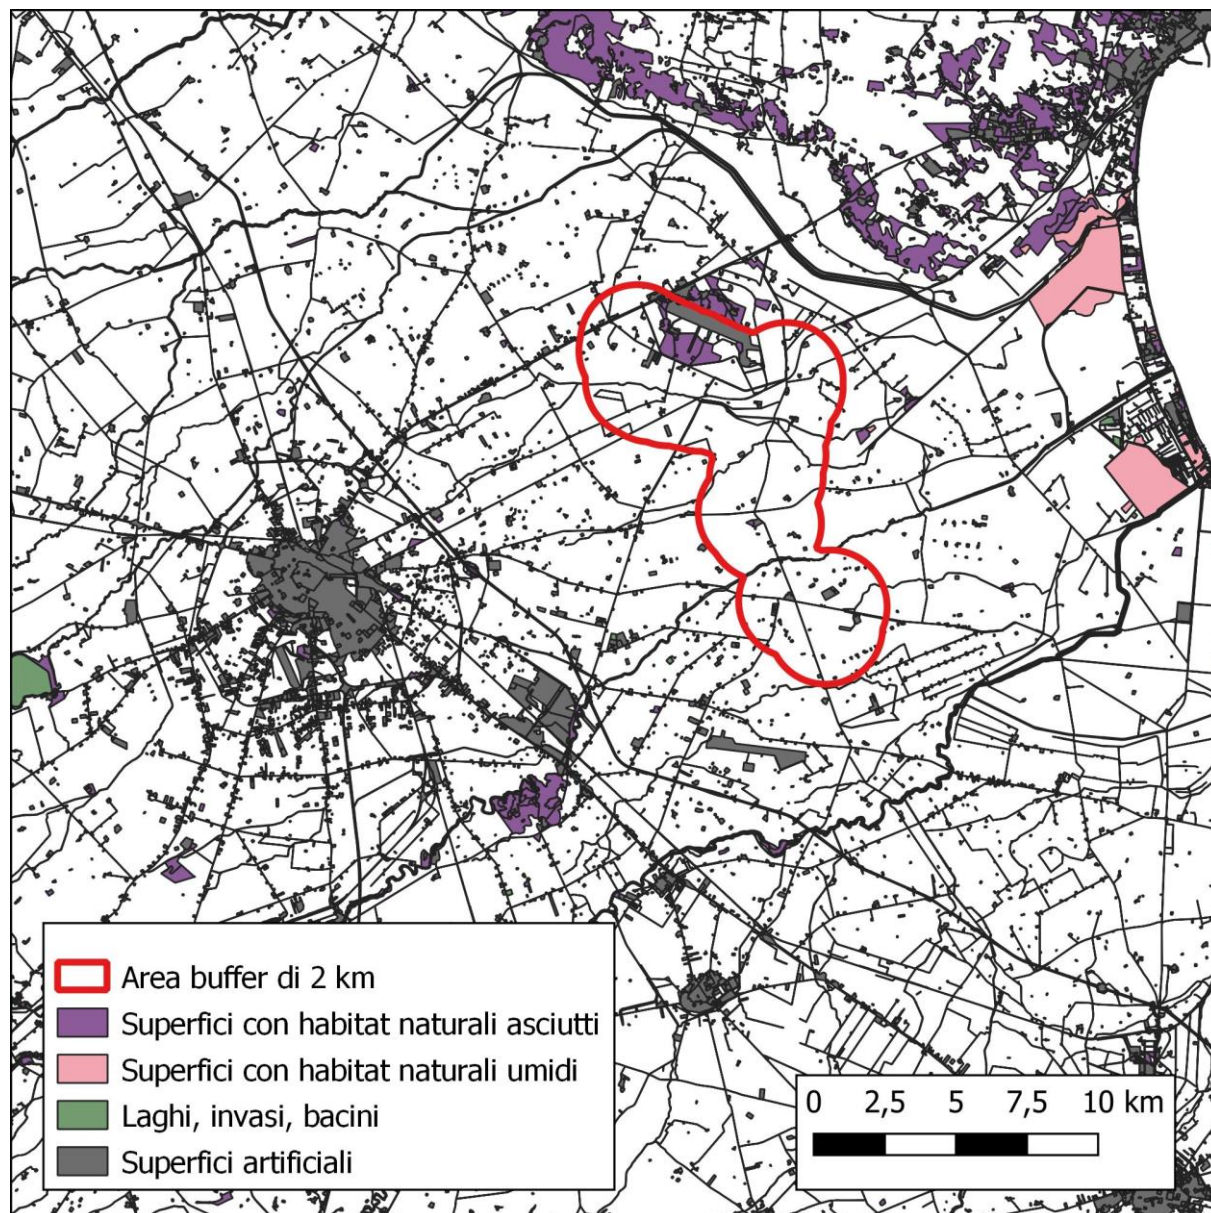 Area buffer di 2 km
Superfici con habitat naturali asciutti
Superfici con habitat naturali umidi
Laghi, invasi, bacini
Superfici artificiali
0 2,5 5 7,5 10 km